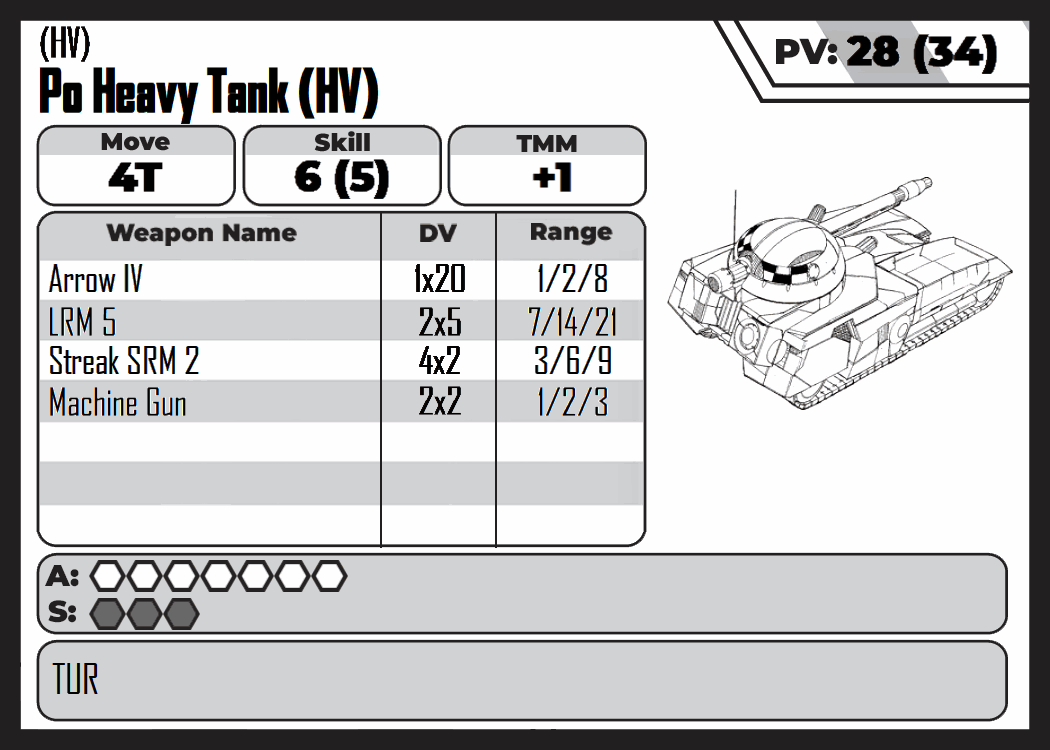 (HV)
Po Heavy Tank (HV)
PV: 28 (34)
Move
4T
Skill
6 (5)
TMM
+1
Weapon Name DV Range
Arrow IV 1x20 1/2/8
LRM 5 2x5 7/14/21
Streak SRM 2 4x2 3/6/9
Machine Gun 2x2 1/2/3
A:
S:
TUR